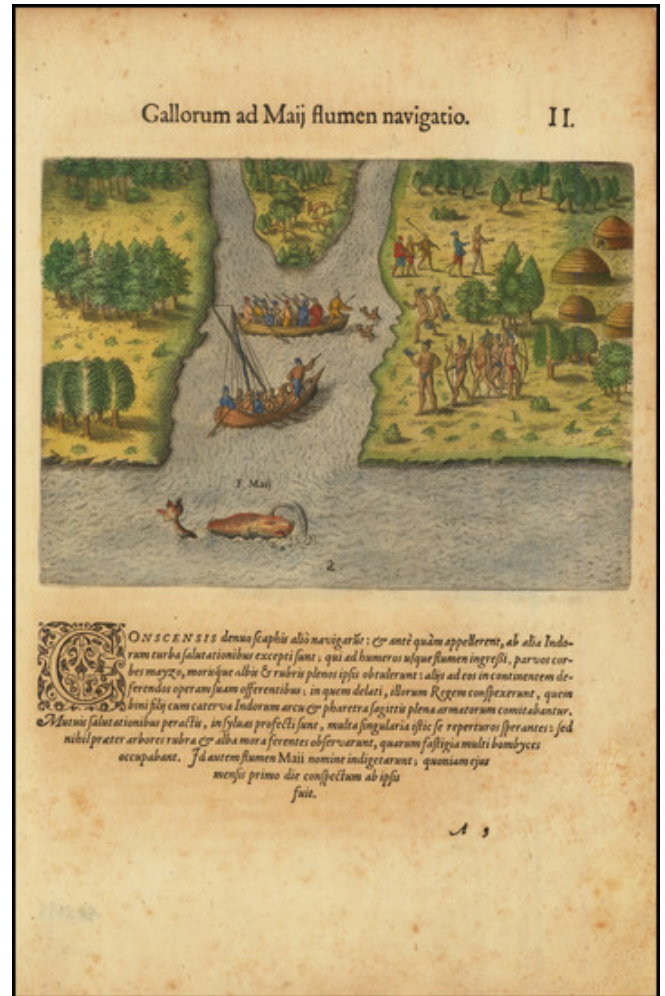 Gallorum ad Maij flumen navigatio. II.
F. Maij
2
CONSCENSIS denuo scaphis aliò navigarũt: & antè quàm appellerent, ab alia Indo-
rum turba salutationibus excepti sunt; qui ad humeros usque flumen ingressi, parvos cor-
bes mayzo, morisque albis & rubris plenos ipsis obtulerunt: alijs ad eos in continentem de-
ferendos operam suam offerentibus; in quem delati, illorum Regem conspexerunt, quem
bini filij cum caterva Indorum arcu & pharetra sagittis plena armatorum comitabantur.
Mutuis salutationibus peractis, in sylvas profecti sunt, multa singularia istic se reperturos sperantes: sed
nihil præter arbores rubra & alba mora ferentes observarunt, quarum fastigia multi bombyces
occupabant. Id autem flumen Maii nomine indigetarunt; quoniam ejus
mensis primo die conspectum ab ipsis
fuit.
A 3